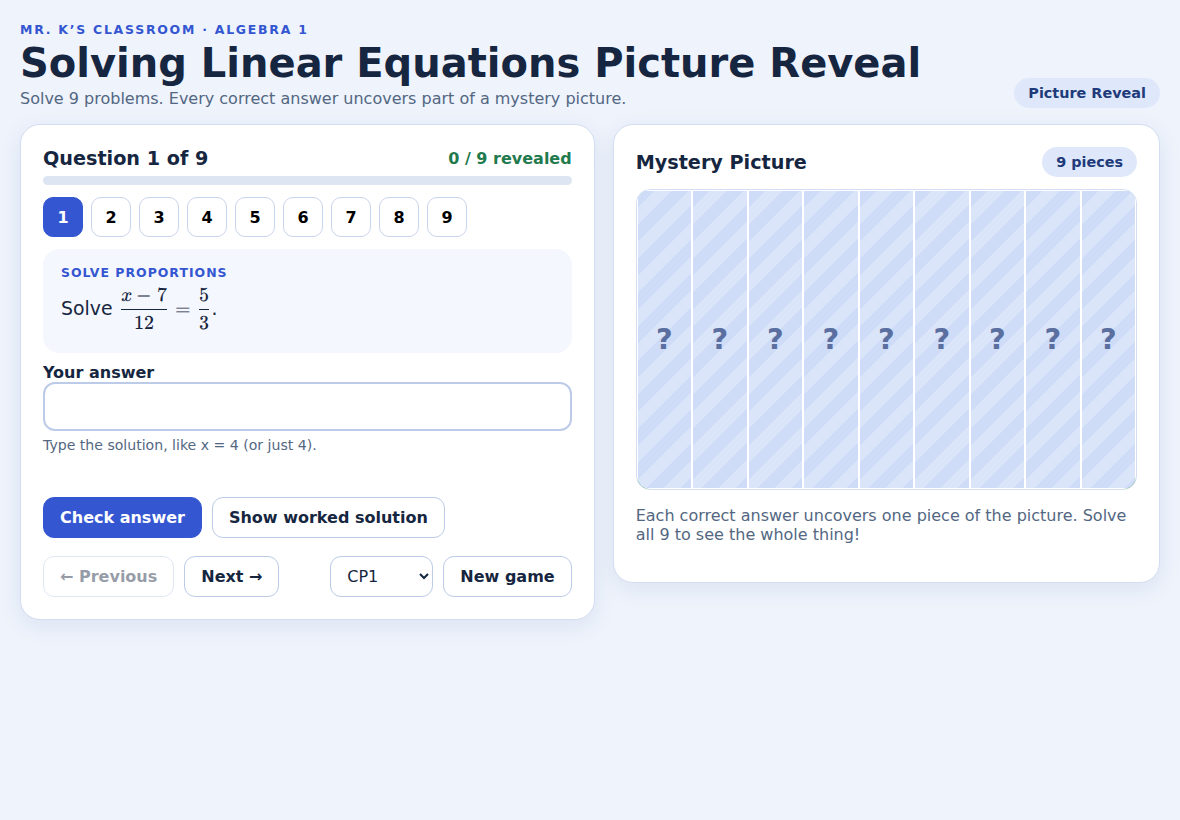 MR. K’S CLASSROOM · ALGEBRA 1
Solving Linear Equations Picture Reveal
Solve 9 problems. Every correct answer uncovers part of a mystery picture.
Picture Reveal
Question 1 of 9
0 / 9 revealed
1 2 3 4 5 6 7 8 9
SOLVE PROPORTIONS
Solve (x − 7)/12 = 5/3.
Your answer
Type the solution, like x = 4 (or just 4).
Check answer
Show worked solution
← Previous
Next →
CP1
New game
Mystery Picture
9 pieces
? ? ? ? ? ? ? ? ?
Each correct answer uncovers one piece of the picture. Solve
all 9 to see the whole thing!